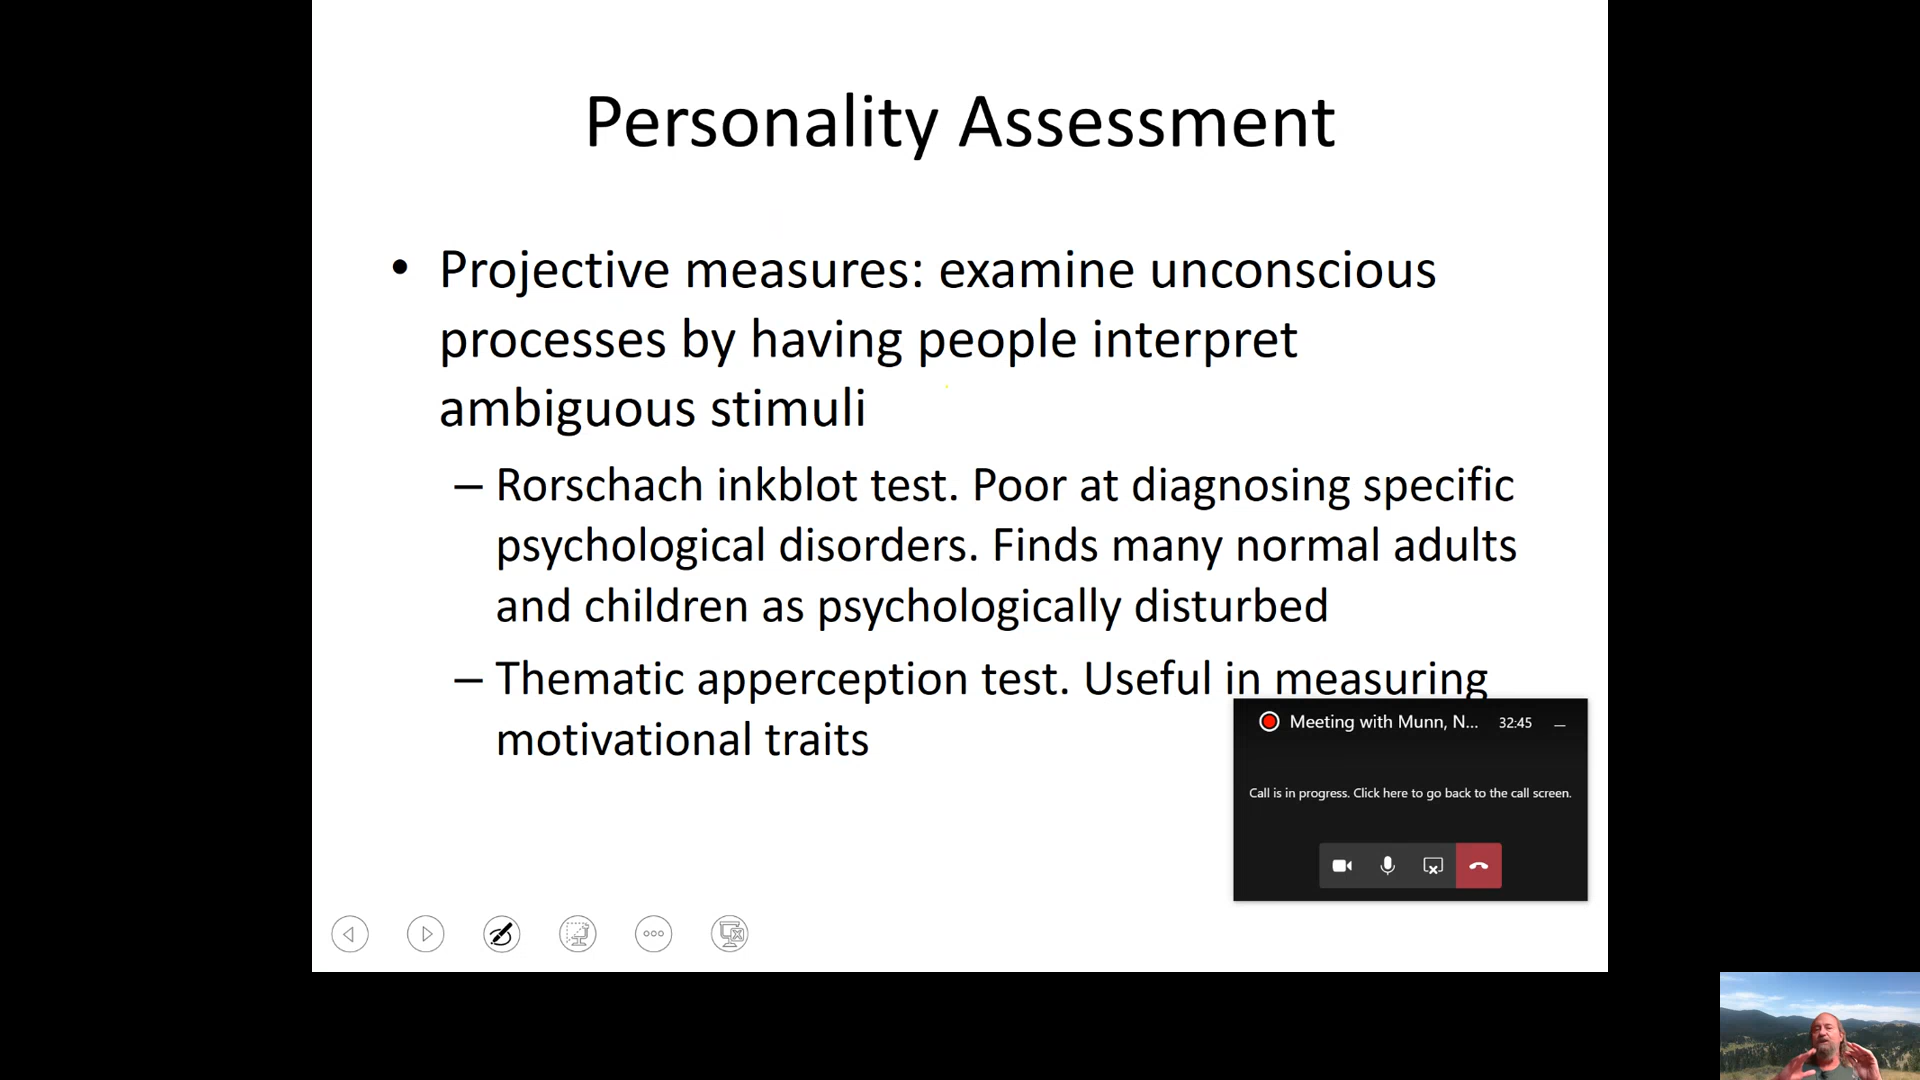 Personality Assessment
• Projective measures: examine unconscious
processes by having people interpret
ambiguous stimuli
– Rorschach inkblot test. Poor at diagnosing specific
psychological disorders. Finds many normal adults
and children as psychologically disturbed
– Thematic apperception test. Useful in measuring
motivational traits
Meeting with Munn, N... 32:45
Call is in progress. Click here to go back to the call screen.